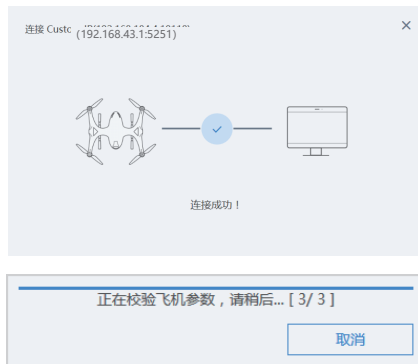 连接 Custc
(192.168.43.1:5251)
连接成功！
正在校验飞机参数，请稍后... [ 3/ 3 ]
取消